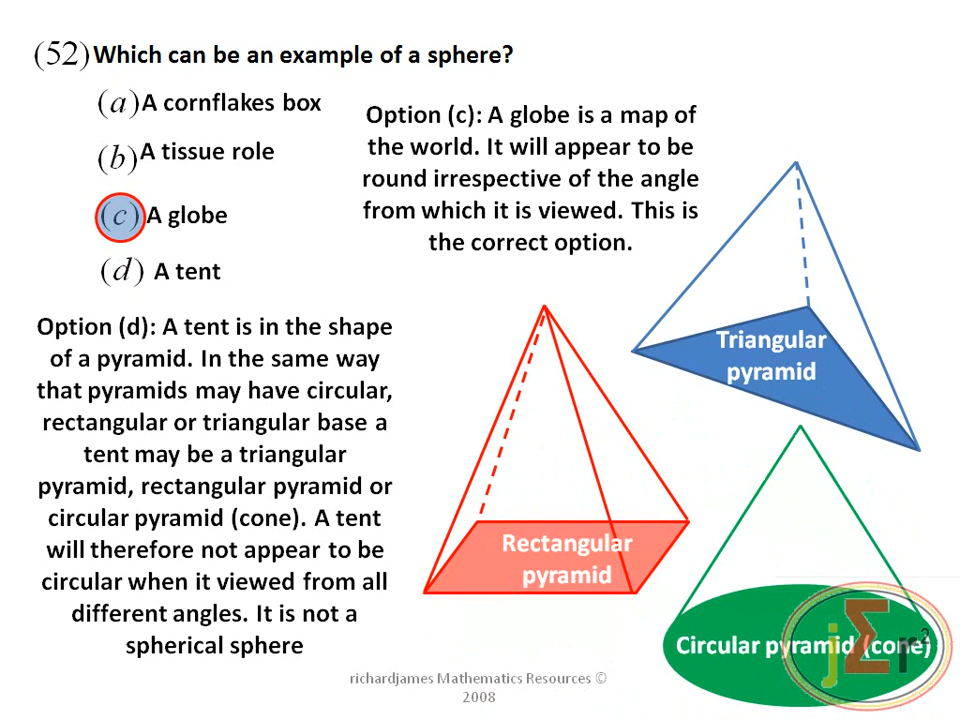 (52) Which can be an example of a sphere?
(a) A cornflakes box
(b) A tissue role
(c) A globe
(d) A tent
Option (c): A globe is a map of
the world. It will appear to be
round irrespective of the angle
from which it is viewed. This is
the correct option.
Option (d): A tent is in the shape
of a pyramid. In the same way
that pyramids may have circular,
rectangular or triangular base a
tent may be a triangular
pyramid, rectangular pyramid or
circular pyramid (cone). A tent
will therefore not appear to be
circular when it viewed from all
different angles. It is not a
spherical sphere
Triangular
pyramid
Rectangular
pyramid
Circular pyramid (cone)
jΣr²
richardjames Mathematics Resources ©
2008